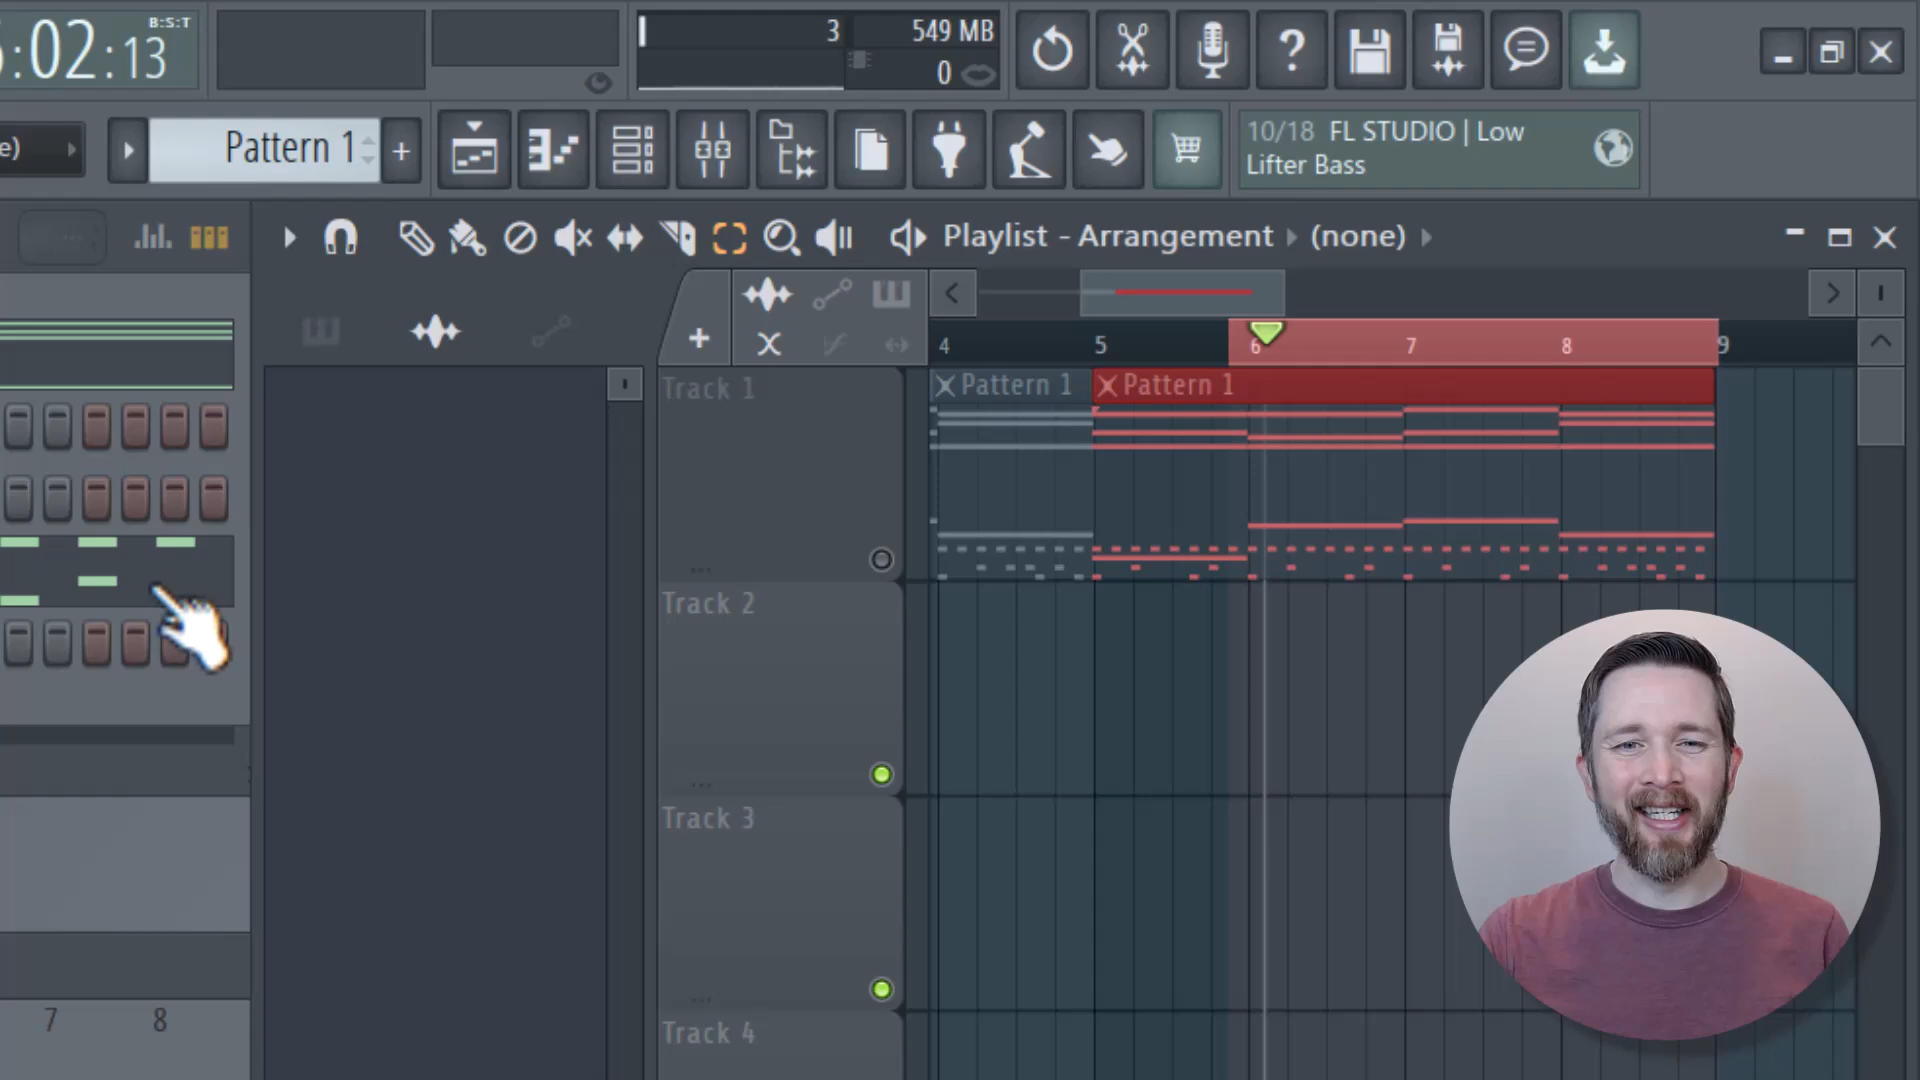 :02:13
B:S:T
3
549 MB
0
e)
Pattern 1
+
10/18 FL STUDIO | Low
Lifter Bass
Playlist - Arrangement
(none)
4 5 6 7 8 9
Track 1
Pattern 1
Pattern 1
Track 2
Track 3
Track 4
7 8